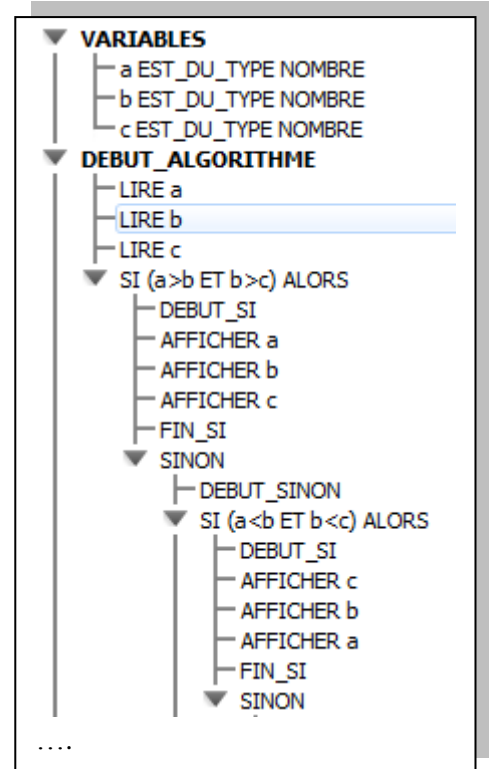 VARIABLES
a EST_DU_TYPE NOMBRE
b EST_DU_TYPE NOMBRE
c EST_DU_TYPE NOMBRE
DEBUT_ALGORITHME
LIRE a
LIRE b
LIRE c
SI (a>b ET b>c) ALORS
DEBUT_SI
AFFICHER a
AFFICHER b
AFFICHER c
FIN_SI
SINON
DEBUT_SINON
SI (a<b ET b<c) ALORS
DEBUT_SI
AFFICHER c
AFFICHER b
AFFICHER a
FIN_SI
SINON
....